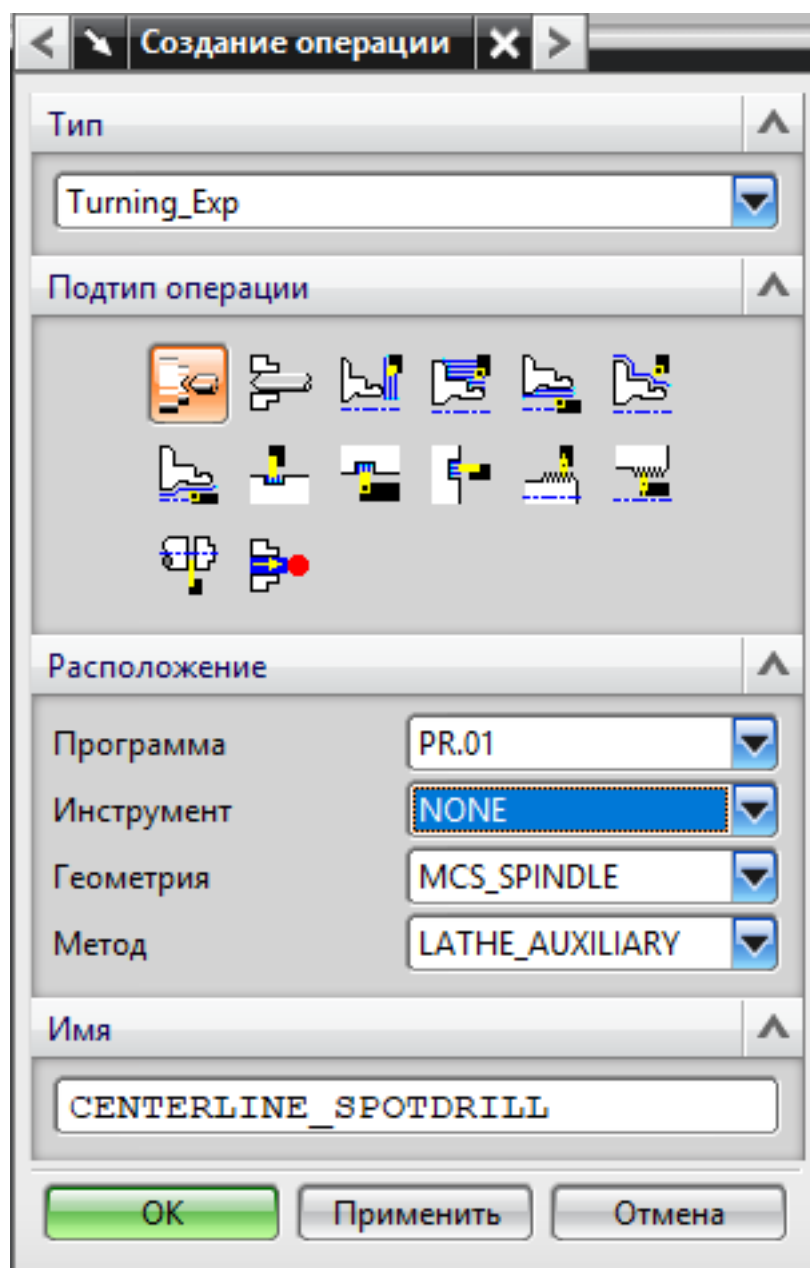 Создание операции
Тип
Turning_Exp
Подтип операции
Расположение
Программа PR.01
Инструмент NONE
Геометрия MCS_SPINDLE
Метод LATHE_AUXILIARY
Имя
CENTERLINE_SPOTDRILL
OK Применить Отмена